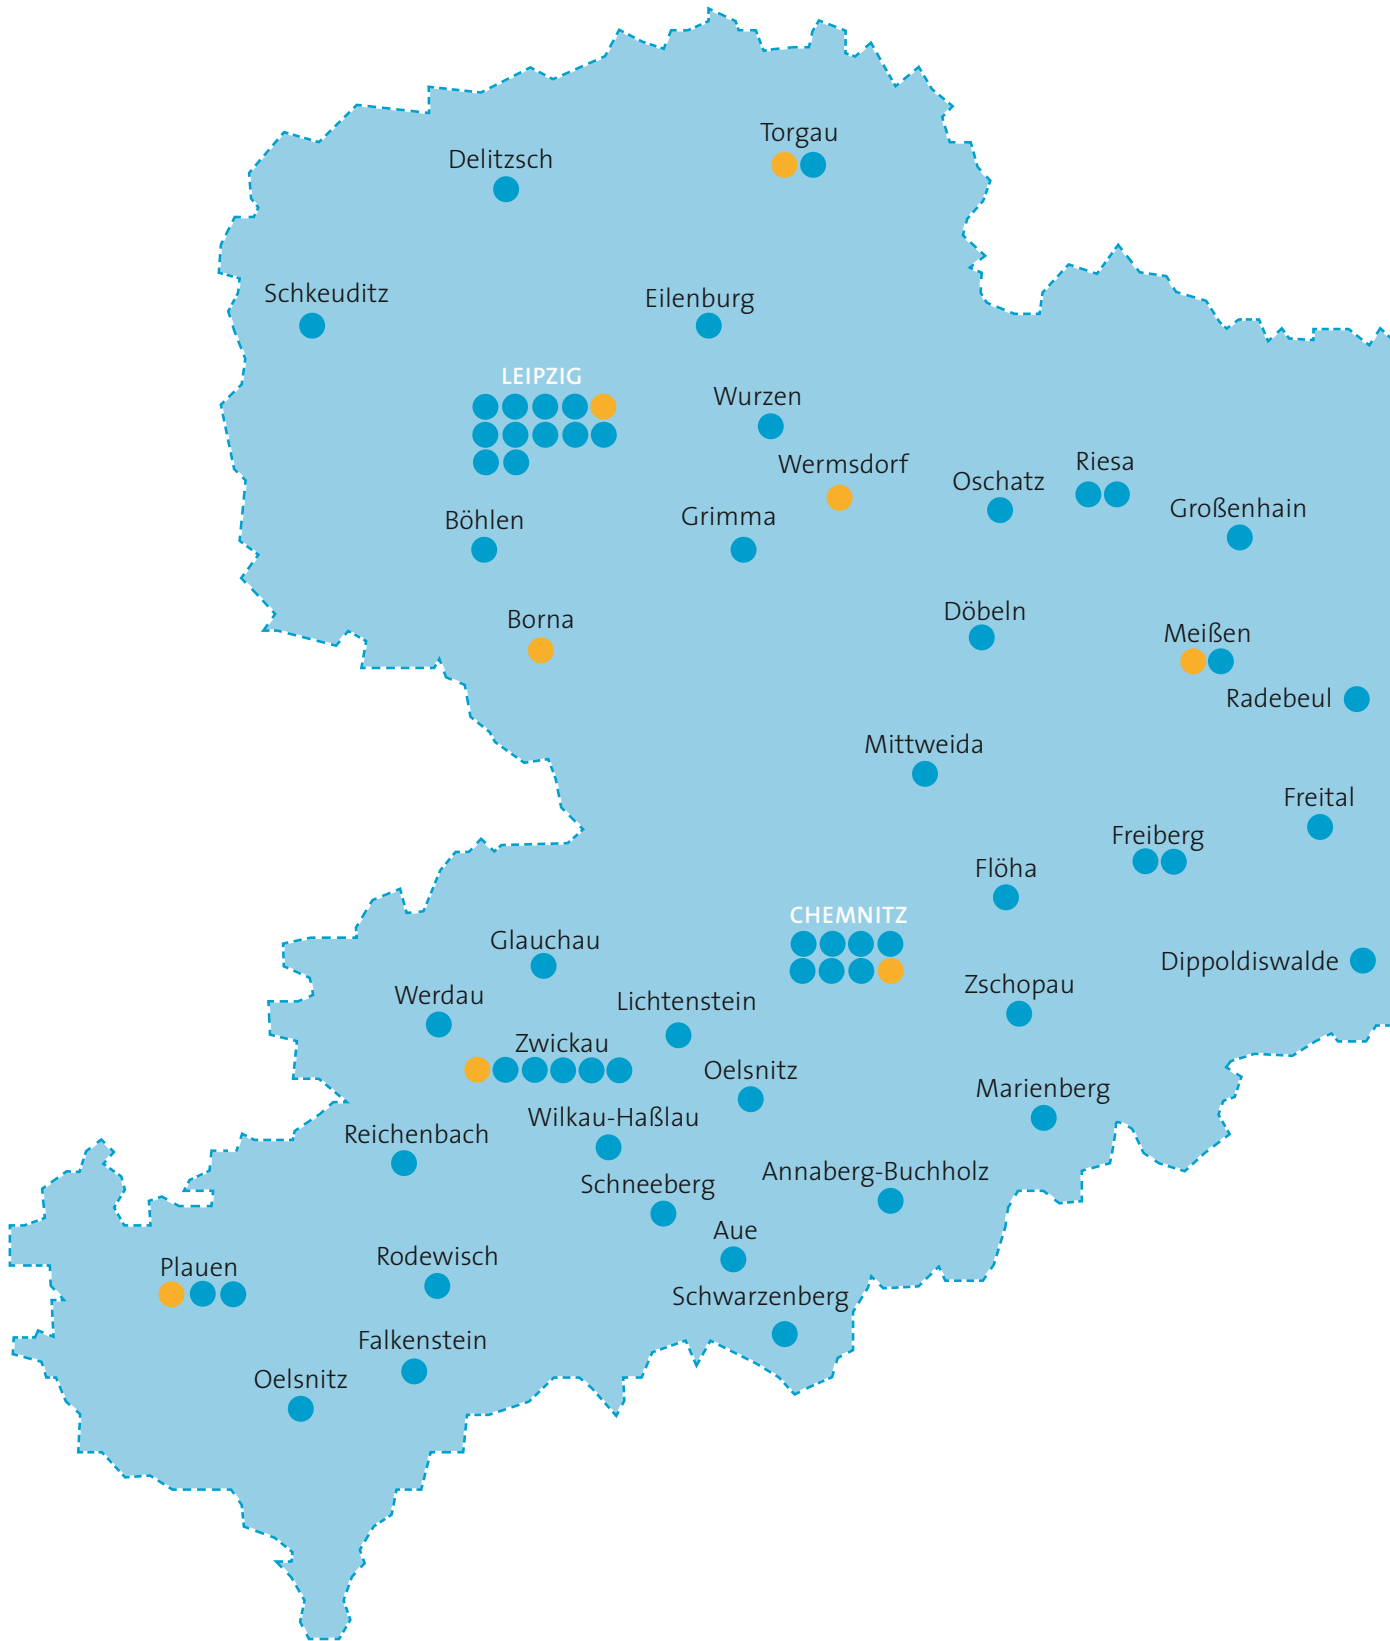 Torgau
Delitzsch
Schkeuditz
Eilenburg
LEIPZIG
Wurzen
Wermsdorf
Riesa
Oschatz
Großenhain
Grimma
Böhlen
Döbeln
Borna
Meißen
Radebeul
Mittweida
Freital
Freiberg
Flöha
CHEMNITZ
Glauchau
Dippoldiswalde
Zschopau
Werdau
Lichtenstein
Zwickau
Oelsnitz
Marienberg
Wilkau-Haßlau
Reichenbach
Annaberg-Buchholz
Schneeberg
Aue
Rodewisch
Plauen
Schwarzenberg
Falkenstein
Oelsnitz